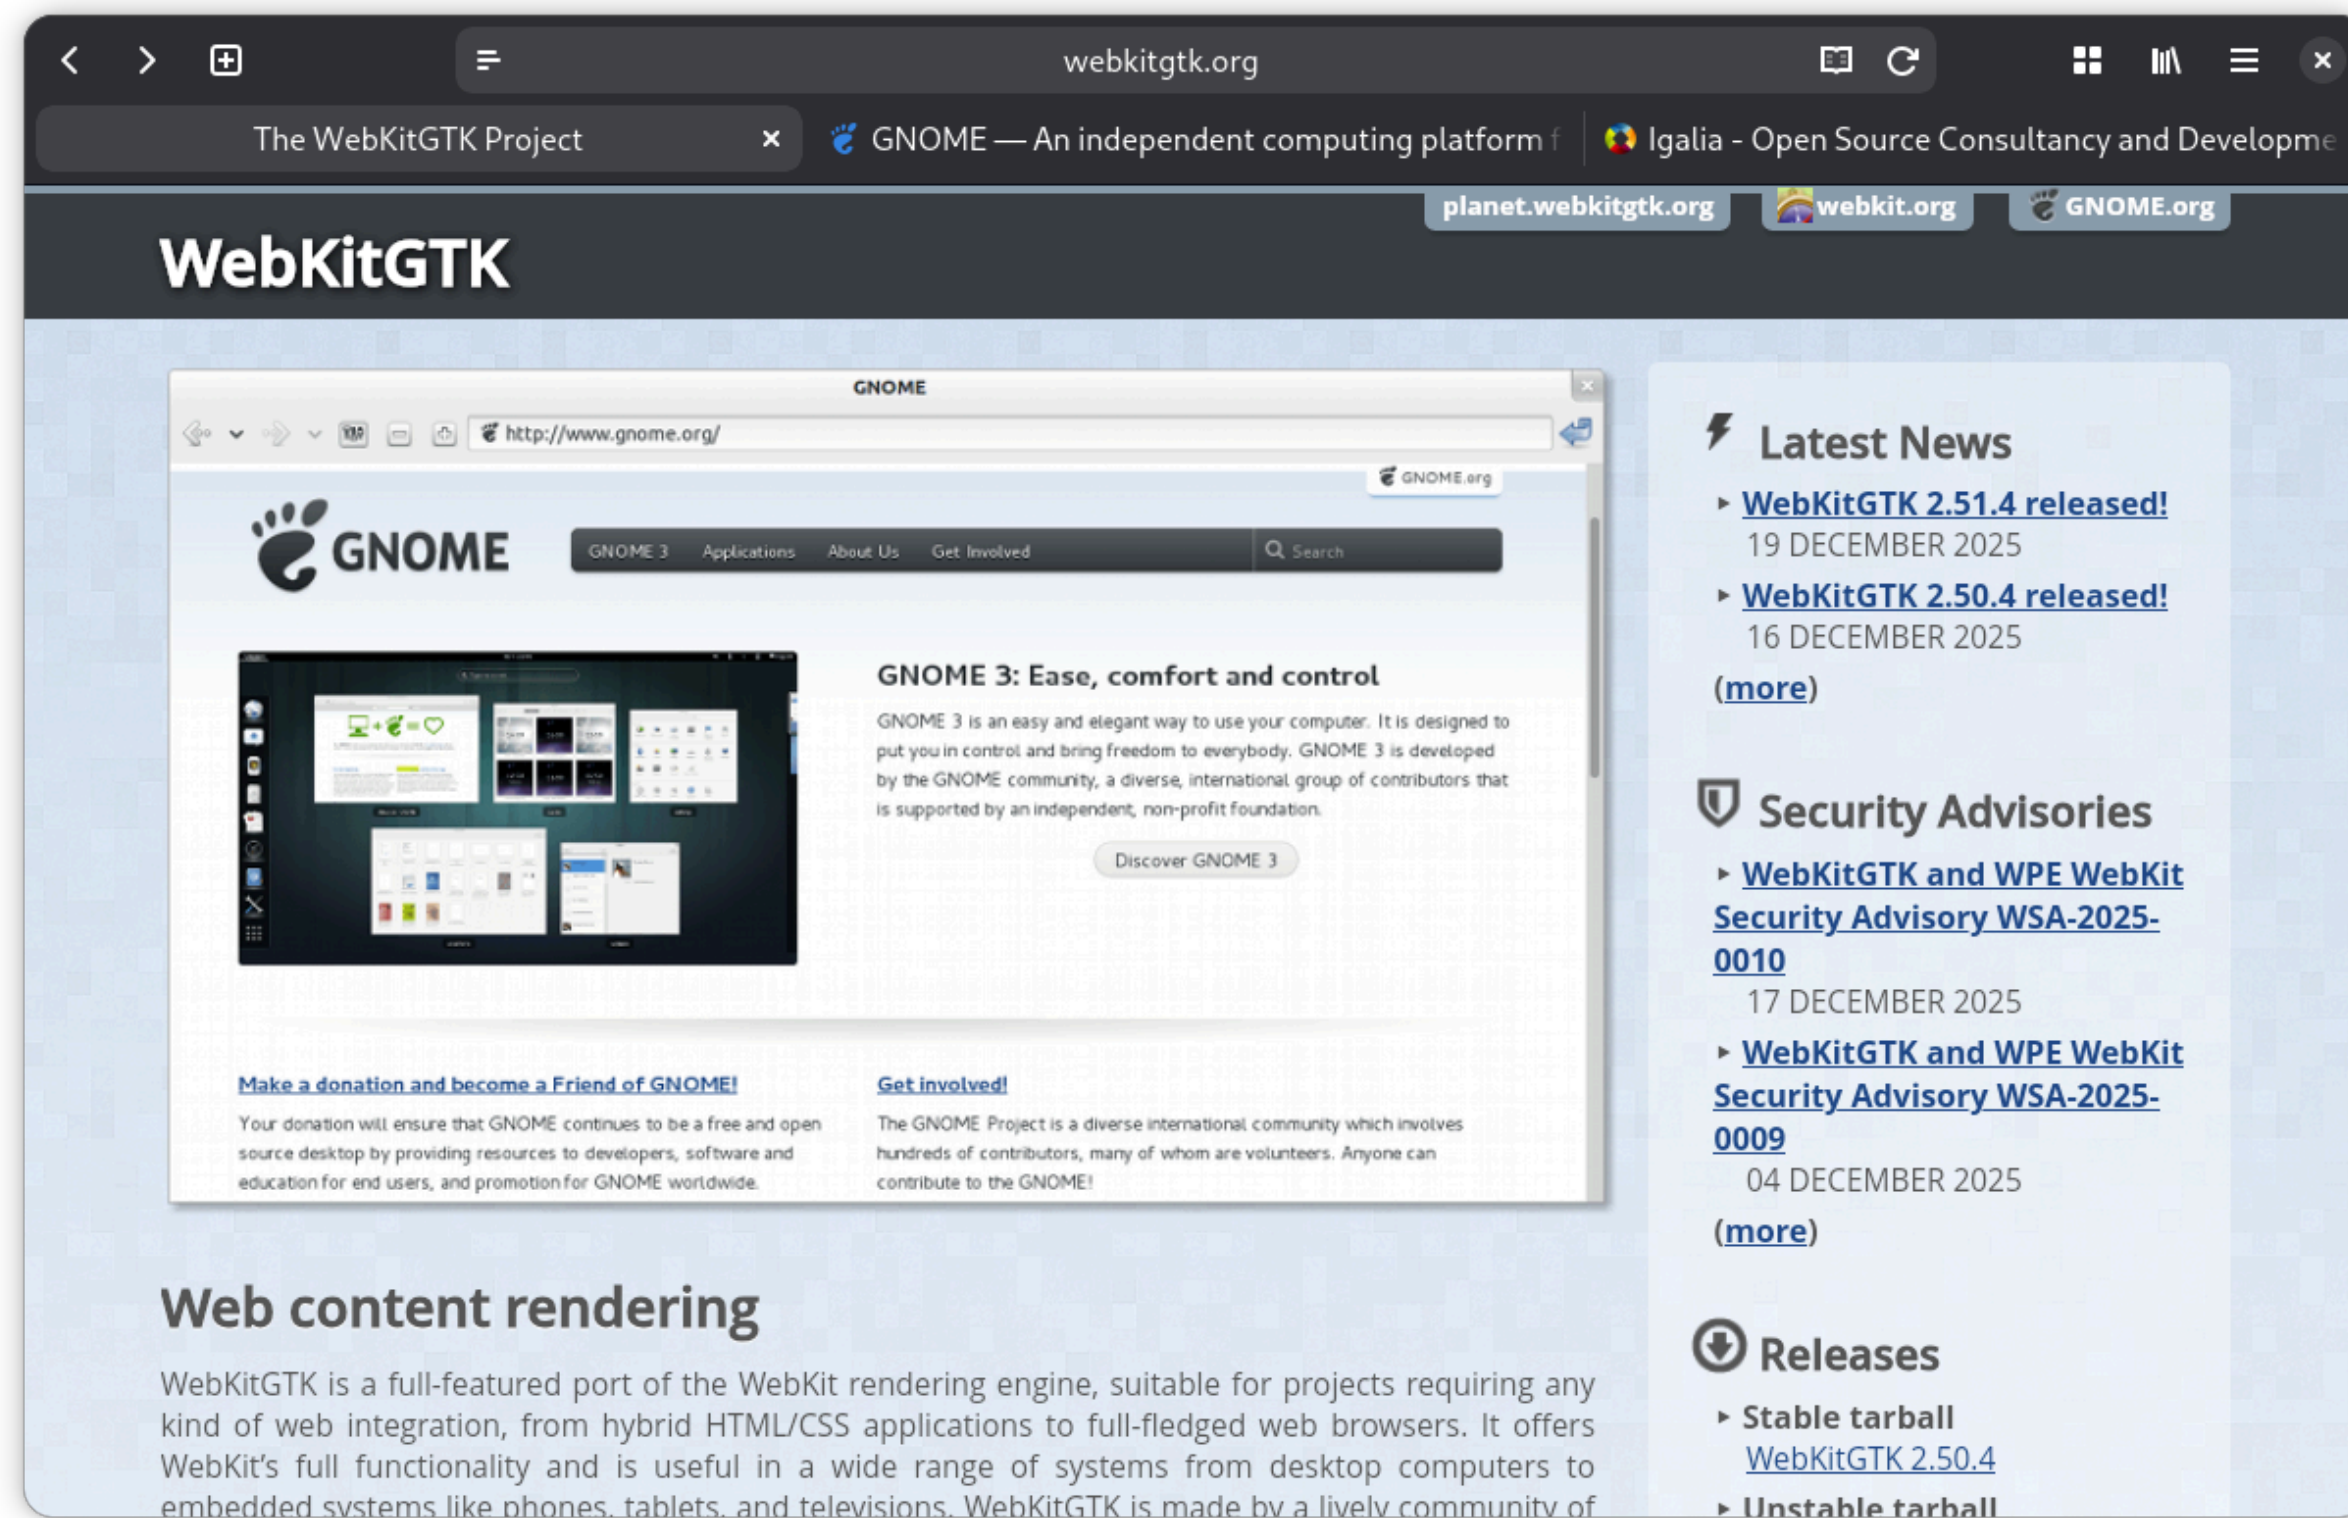 webkitgtk.org
The WebKitGTK Project
GNOME — An independent computing platform f
Igalia - Open Source Consultancy and Developme
planet.webkitgtk.org
webkit.org
GNOME.org
WebKitGTK
GNOME
http://www.gnome.org/
GNOME.org
GNOME
GNOME 3
Applications
About Us
Get Involved
Search
GNOME 3: Ease, comfort and control
GNOME 3 is an easy and elegant way to use your computer. It is designed to
put you in control and bring freedom to everybody. GNOME 3 is developed
by the GNOME community, a diverse, international group of contributors that
is supported by an independent, non-profit foundation.
Discover GNOME 3
Make a donation and become a Friend of GNOME!
Your donation will ensure that GNOME continues to be a free and open
source desktop by providing resources to developers, software and
education for end users, and promotion for GNOME worldwide.
Get involved!
The GNOME Project is a diverse international community which involves
hundreds of contributors, many of whom are volunteers. Anyone can
contribute to the GNOME!
Web content rendering
WebKitGTK is a full-featured port of the WebKit rendering engine, suitable for projects requiring any
kind of web integration, from hybrid HTML/CSS applications to full-fledged web browsers. It offers
WebKit's full functionality and is useful in a wide range of systems from desktop computers to
embedded systems like phones, tablets, and televisions. WebKitGTK is made by a lively community of
Latest News
WebKitGTK 2.51.4 released!
19 DECEMBER 2025
WebKitGTK 2.50.4 released!
16 DECEMBER 2025
(more)
Security Advisories
WebKitGTK and WPE WebKit
Security Advisory WSA-2025-
0010
17 DECEMBER 2025
WebKitGTK and WPE WebKit
Security Advisory WSA-2025-
0009
04 DECEMBER 2025
(more)
Releases
Stable tarball
WebKitGTK 2.50.4
Unstable tarball